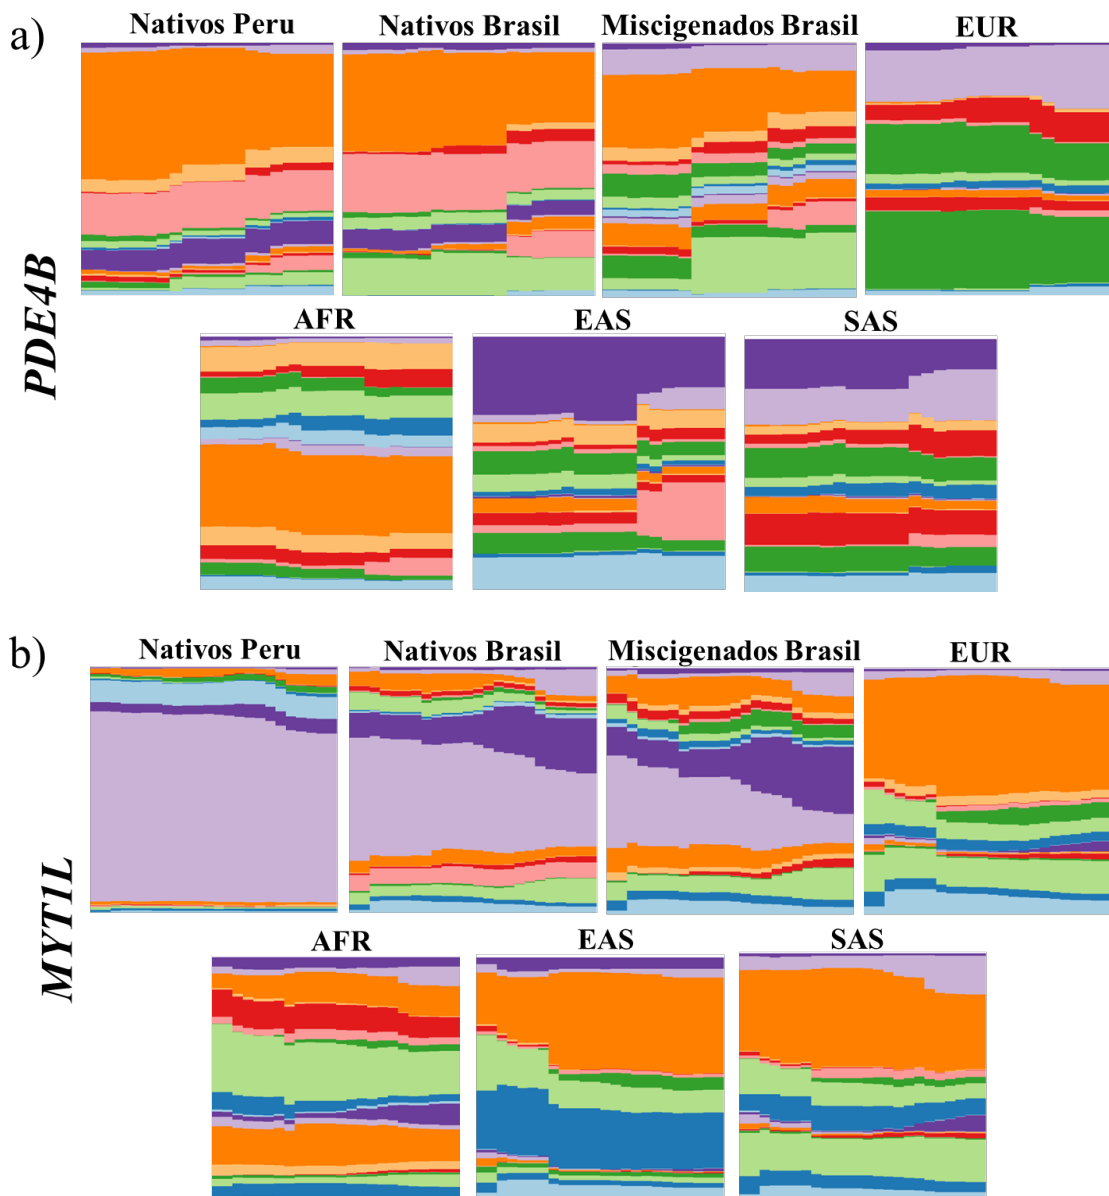 a)
Nativos Peru
Nativos Brasil
Miscigenados Brasil
EUR
PDE4B
AFR
EAS
SAS
b)
Nativos Peru
Nativos Brasil
Miscigenados Brasil
EUR
MYT1L
AFR
EAS
SAS